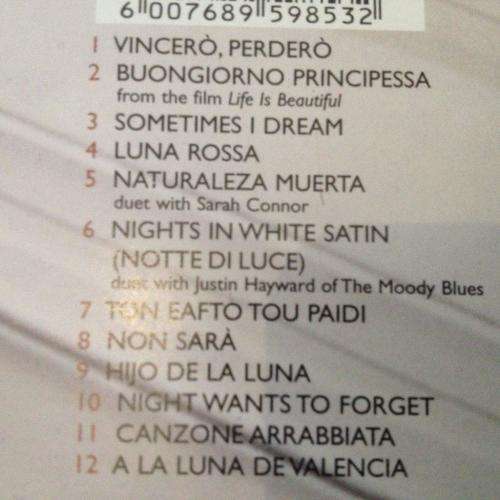 6 007689 598532
1 VINCERÒ, PERDERÒ
2 BUONGIORNO PRINCIPESSA
from the film Life Is Beautiful
3 SOMETIMES I DREAM
4 LUNA ROSSA
5 NATURALEZA MUERTA
duet with Sarah Connor
6 NIGHTS IN WHITE SATIN
(NOTTE DI LUCE)
duet with Justin Hayward of The Moody Blues
7 TON EAFTO TOU PAIDI
8 NON SARÀ
9 HIJO DE LA LUNA
10 NIGHT WANTS TO FORGET
11 CANZONE ARRABBIATA
12 A LA LUNA DE VALENCIA